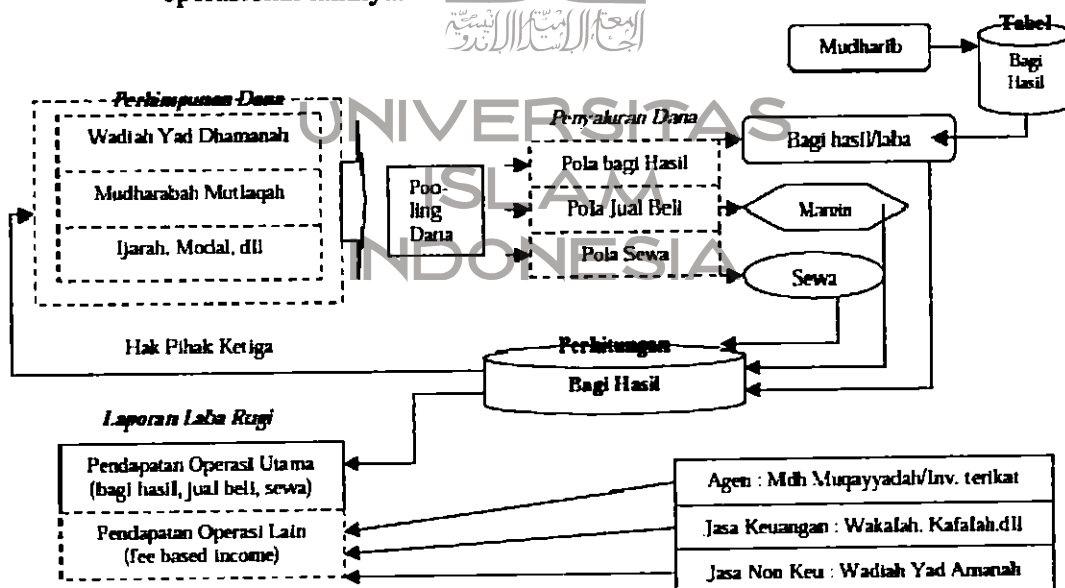 Mudharib
Tabel
Bagi
Hasil
Perhimpunan Dana
Wadiah Yad Dhamanah
Mudharabah Mutlaqah
Ijarah, Modal, dll
Poo-
ling
Dana
Penyaluran Dana
Pola bagi Hasil
Pola Jual Beli
Pola Sewa
Bagi hasil/laba
Margin
Sewa
UNIVERSITAS
ISLAM
INDONESIA
Hak Pihak Ketiga
Perhitungan
Bagi Hasil
Laporan Laba Rugi
Pendapatan Operasi Utama
(bagi hasil, jual beli, sewa)
Pendapatan Operasi Lain
(fee based income)
Agen : Mdh Muqayyadah/Inv. terikat
Jasa Keuangan : Wakalah, Kafalah,dll
Jasa Non Keu : Wadiah Yad Amanah